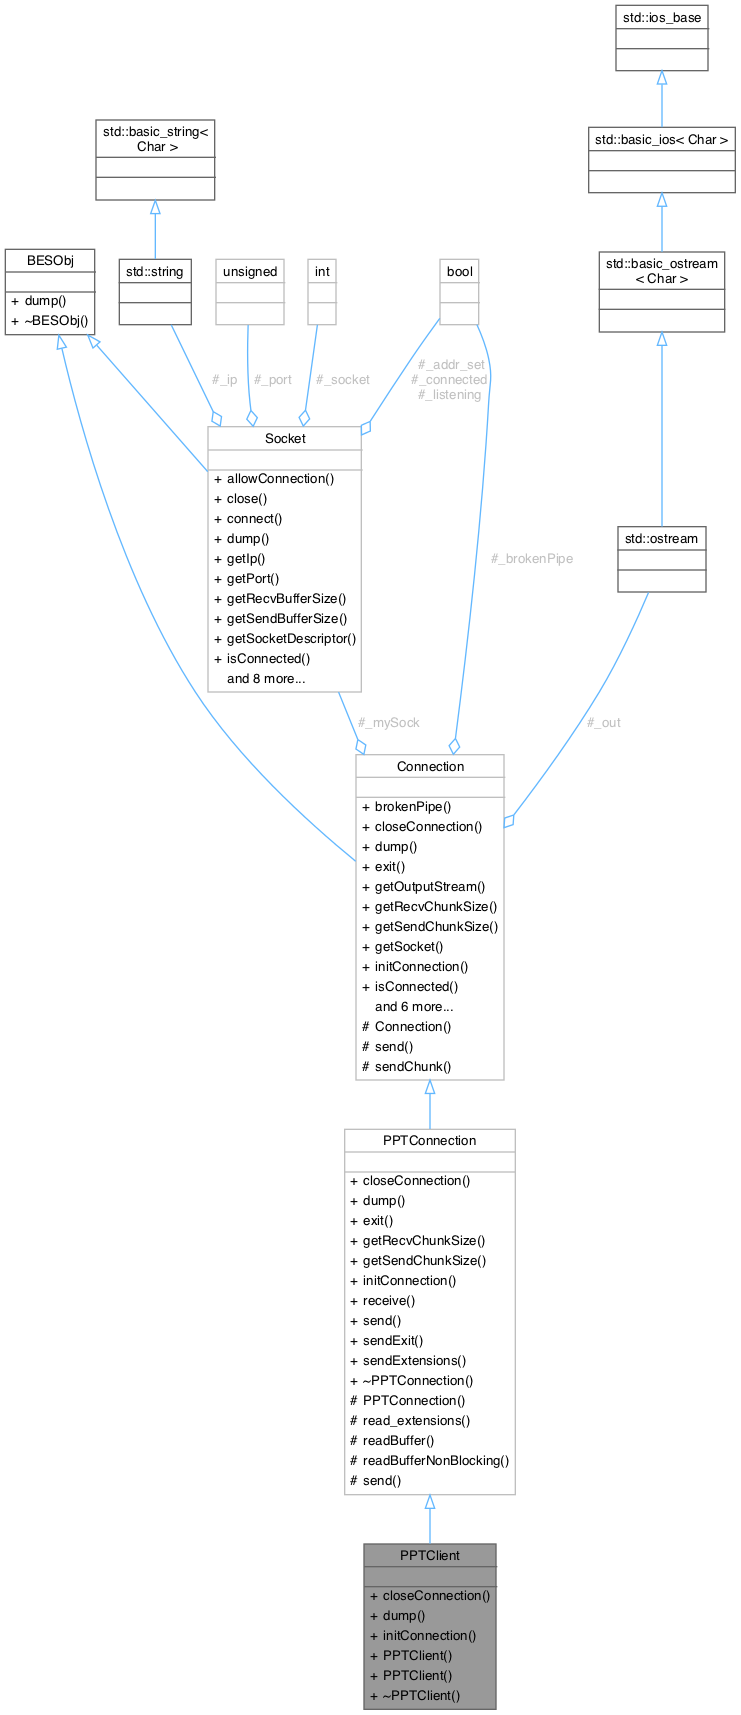 std::ios_base
std::basic_string<
Char >
std::basic_ios< Char >
BESObj
+ dump()
+ ~BESObj()
std::string
unsigned
int
bool
std::basic_ostream
< Char >
#_ip
#_port
#_socket
#_addr_set
#_connected
#_listening
Socket
+ allowConnection()
+ close()
+ connect()
+ dump()
+ getIp()
+ getPort()
+ getRecvBufferSize()
+ getSendBufferSize()
+ getSocketDescriptor()
+ isConnected()
and 8 more...
#_brokenPipe
std::ostream
#_mySock
#_out
Connection
+ brokenPipe()
+ closeConnection()
+ dump()
+ exit()
+ getOutputStream()
+ getRecvChunkSize()
+ getSendChunkSize()
+ getSocket()
+ initConnection()
+ isConnected()
and 6 more...
# Connection()
# send()
# sendChunk()
PPTConnection
+ closeConnection()
+ dump()
+ exit()
+ getRecvChunkSize()
+ getSendChunkSize()
+ initConnection()
+ receive()
+ send()
+ sendExit()
+ sendExtensions()
+ ~PPTConnection()
# PPTConnection()
# read_extensions()
# readBuffer()
# readBufferNonBlocking()
# send()
PPTClient
+ closeConnection()
+ dump()
+ initConnection()
+ PPTClient()
+ PPTClient()
+ ~PPTClient()